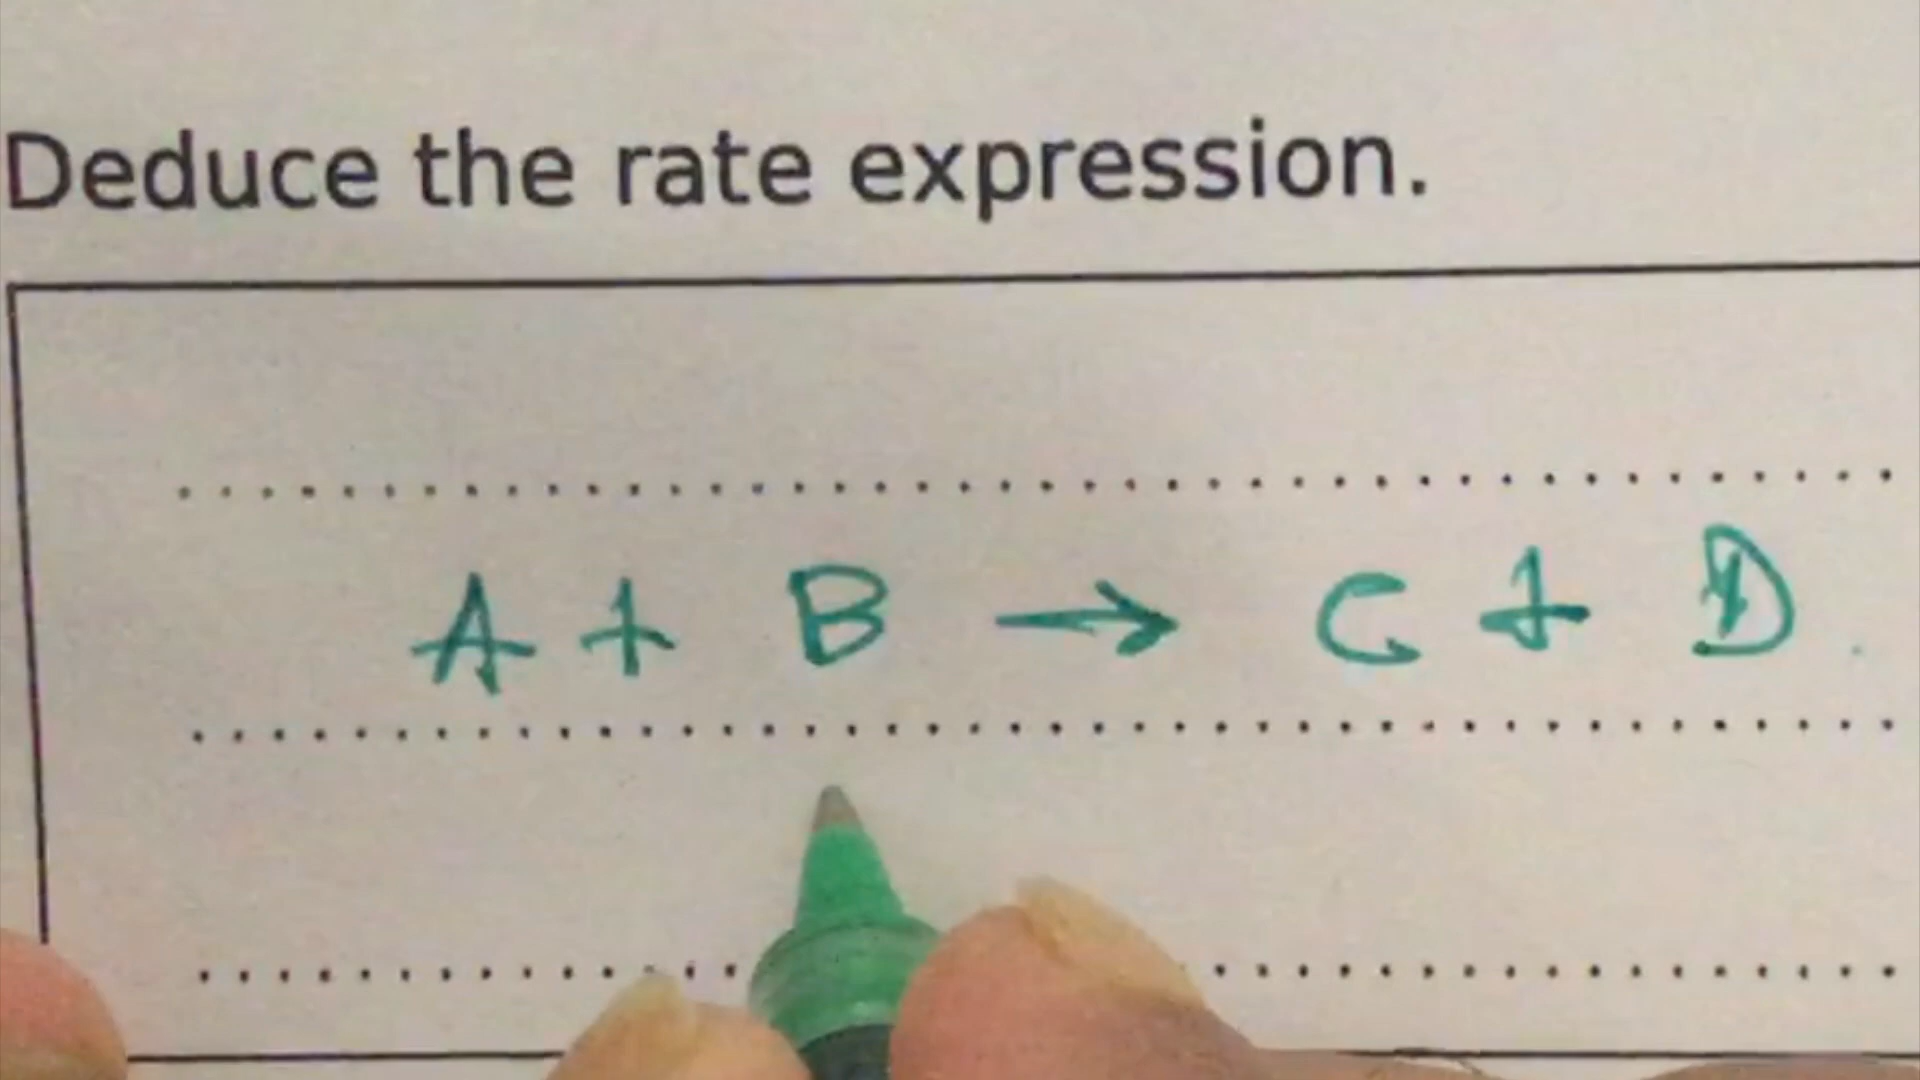 Deduce the rate expression.
A + B → C + D